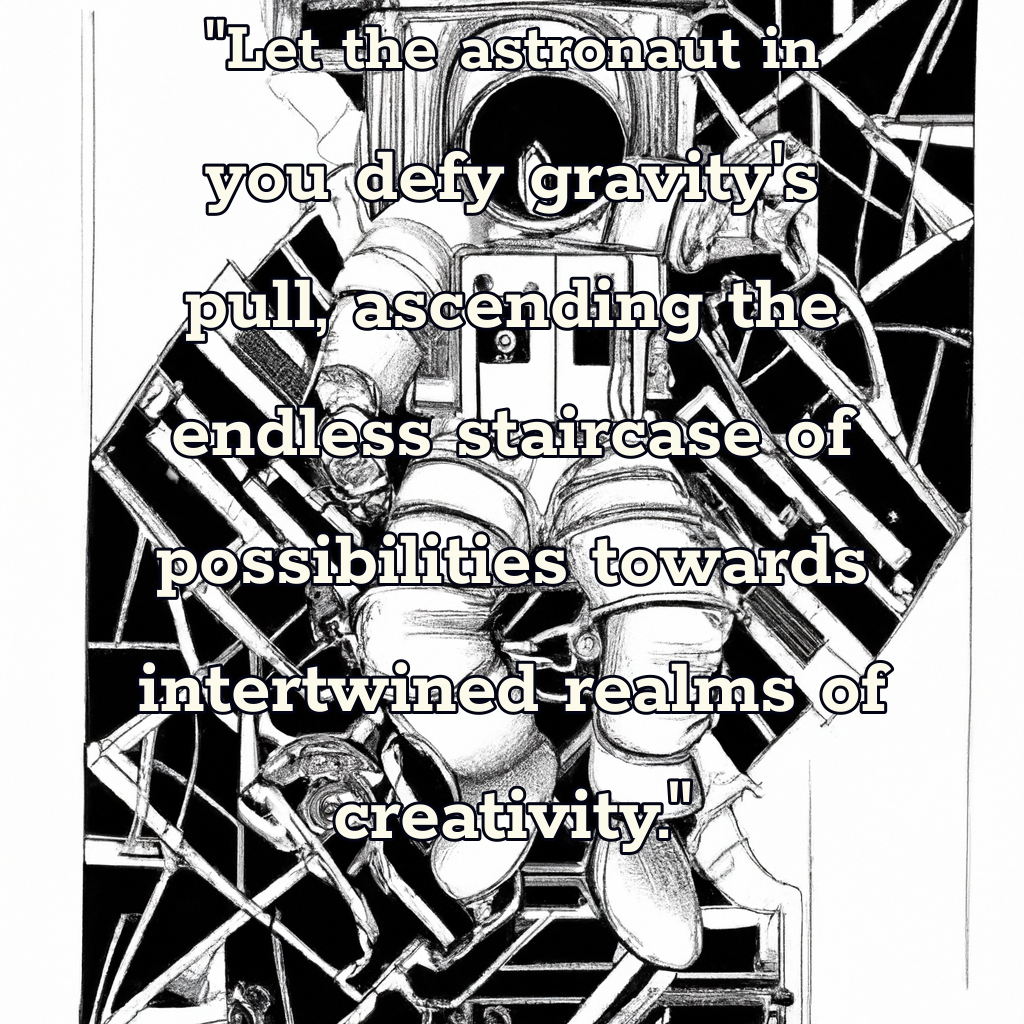 "Let the astronaut in
you defy gravity's
pull, ascending the
endless staircase of
possibilities towards
intertwined realms of
creativity."